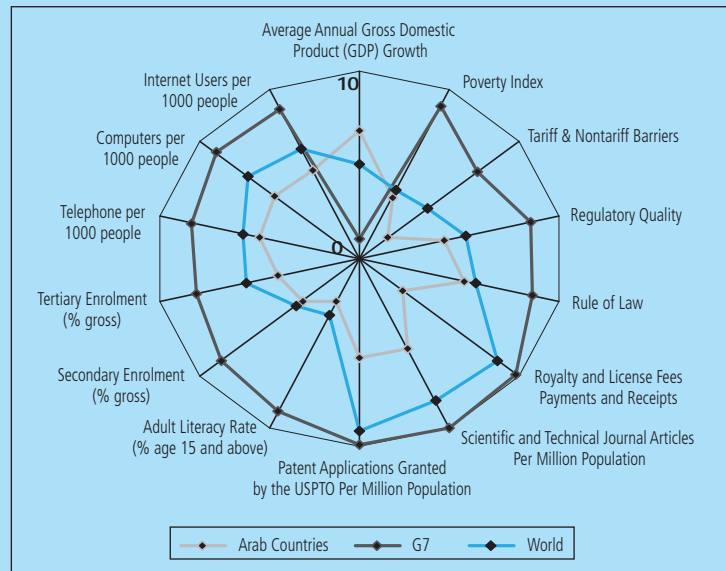 Average Annual Gross Domestic
Product (GDP) Growth
10
Internet Users per
1000 people
Poverty Index
Computers per
1000 people
Tariff & Nontariff Barriers
Telephone per
1000 people
Regulatory Quality
0
Tertiary Enrolment
(% gross)
Rule of Law
Secondary Enrolment
(% gross)
Royalty and License Fees
Payments and Receipts
Adult Literacy Rate
(% age 15 and above)
Scientific and Technical Journal Articles
Per Million Population
Patent Applications Granted
by the USPTO Per Million Population
Arab Countries
G7
World